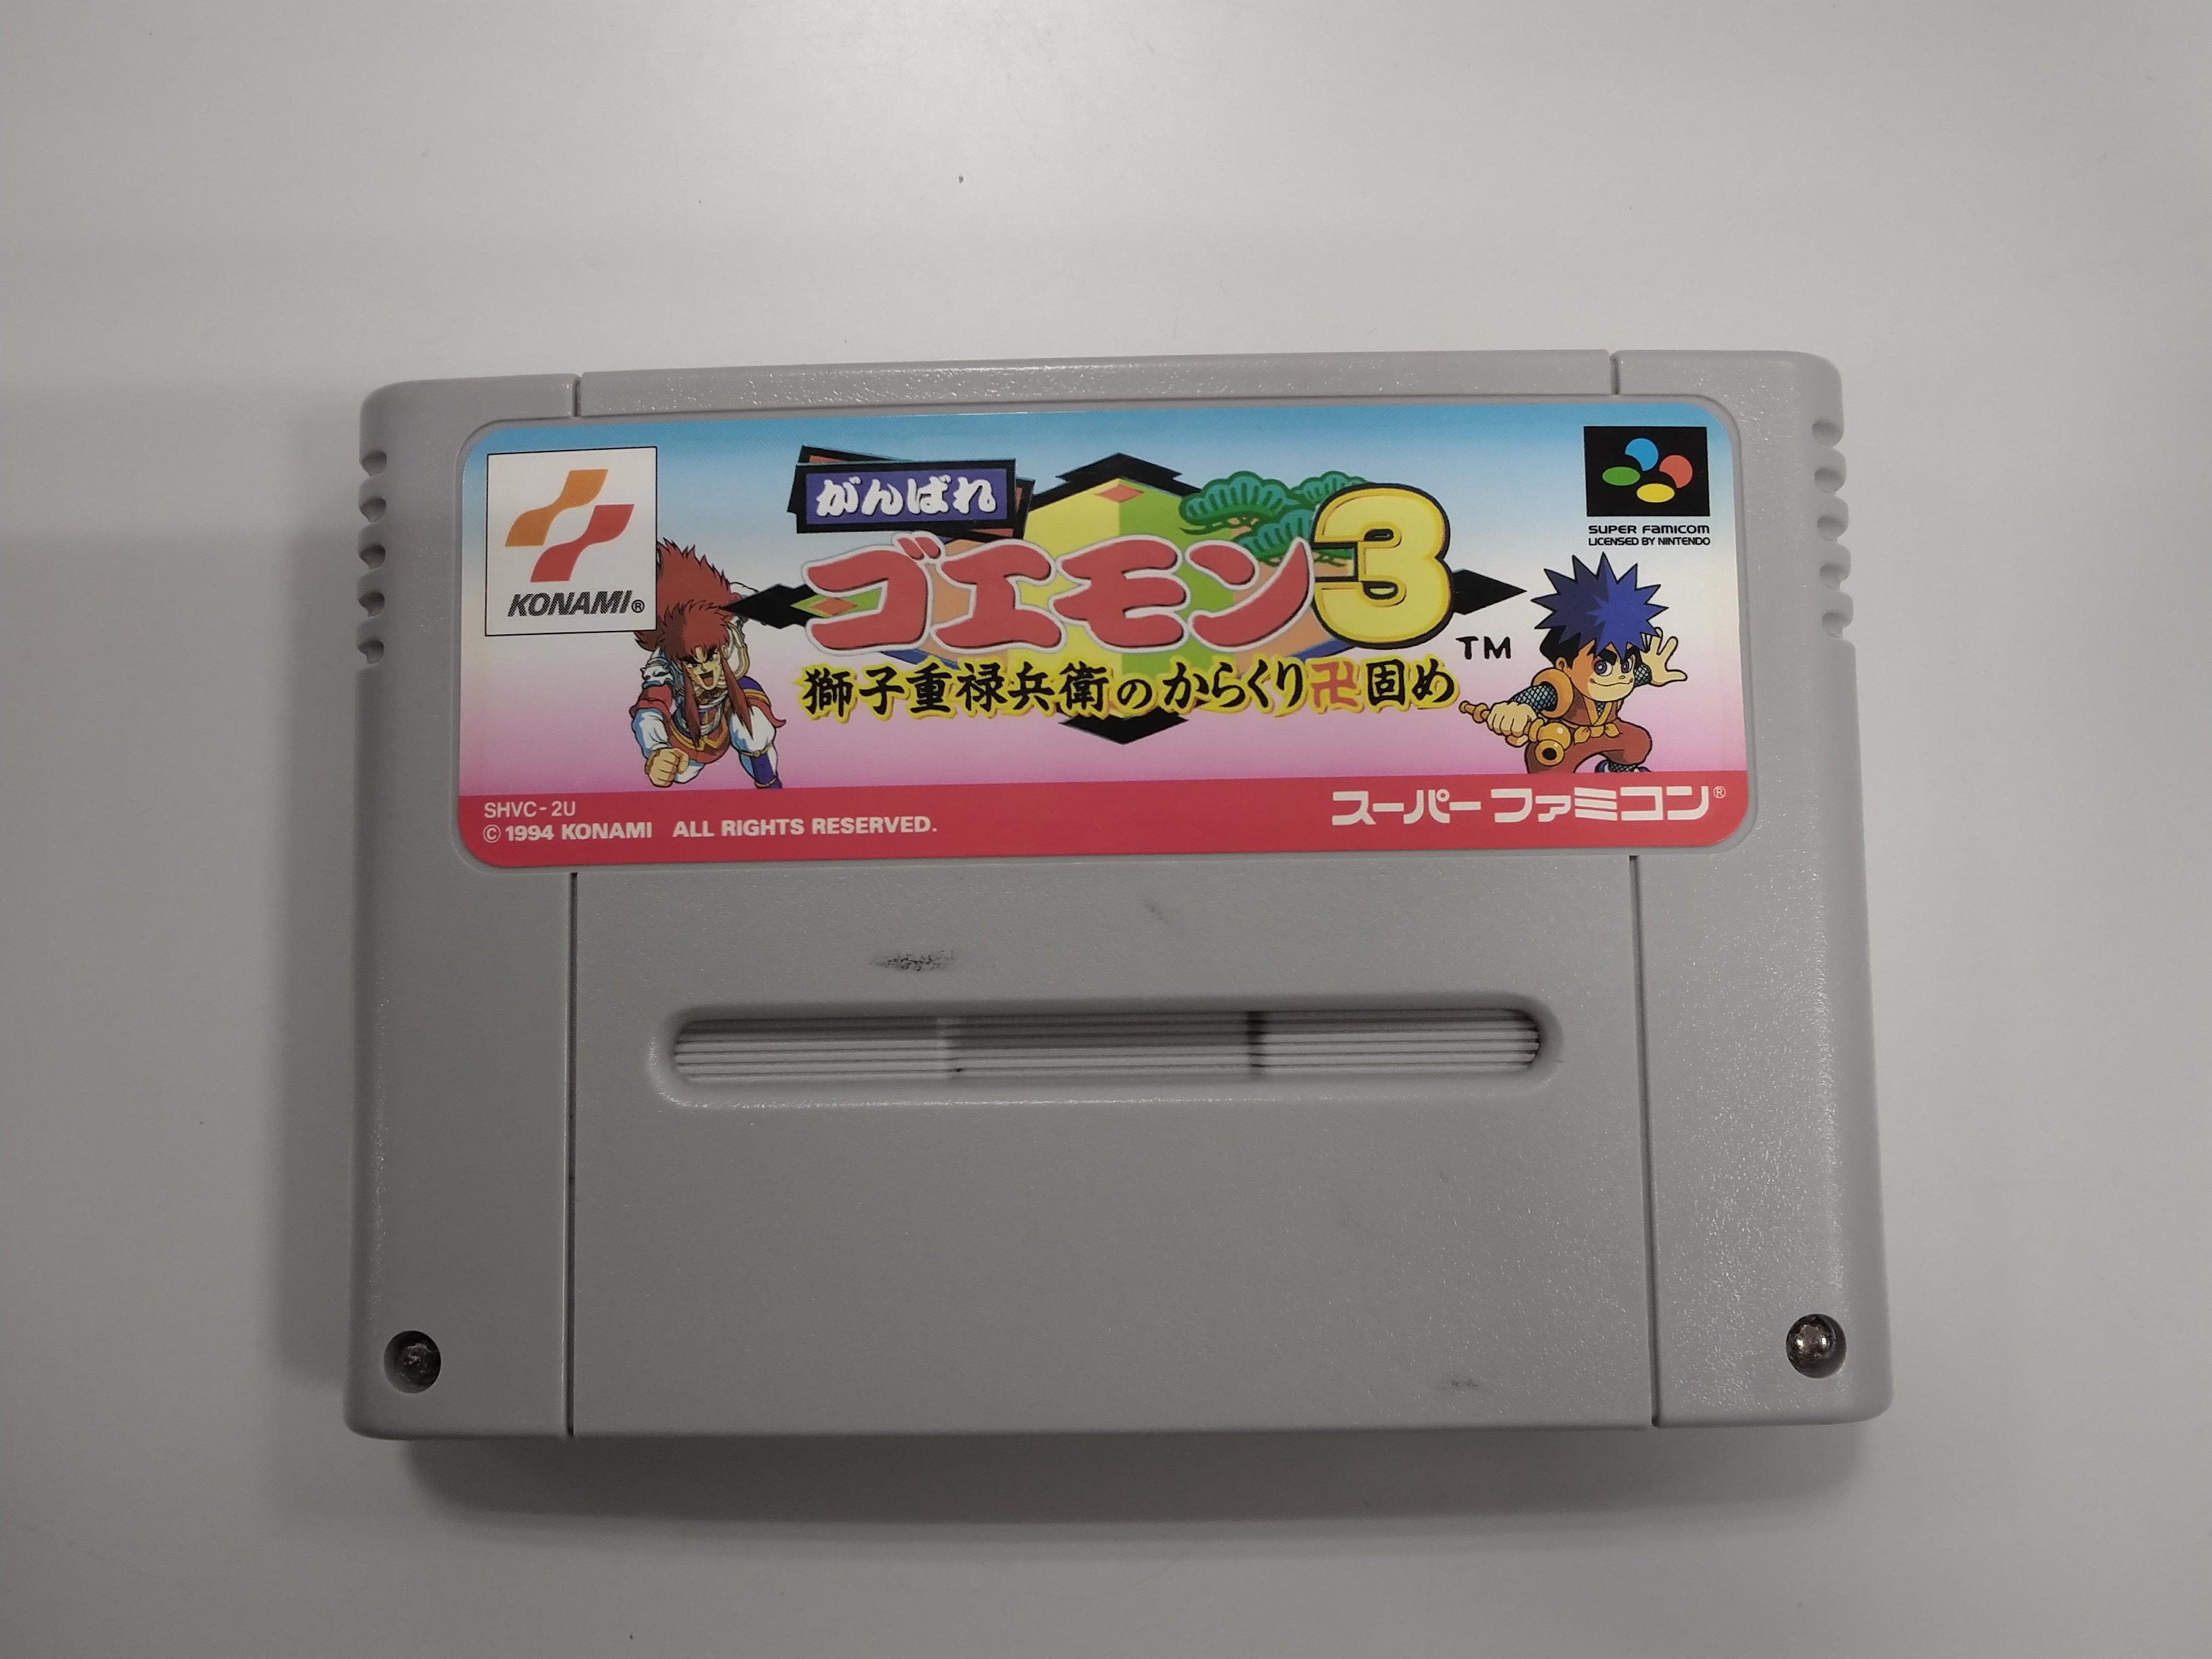 KONAMI®
がんばれ
ゴエモン3
TM
獅子重禄兵衛のからくり卍固め
SUPER FAMICOM
LICENSED BY NINTENDO
SHVC-2U
© 1994 KONAMI ALL RIGHTS RESERVED.
スーパーファミコン®